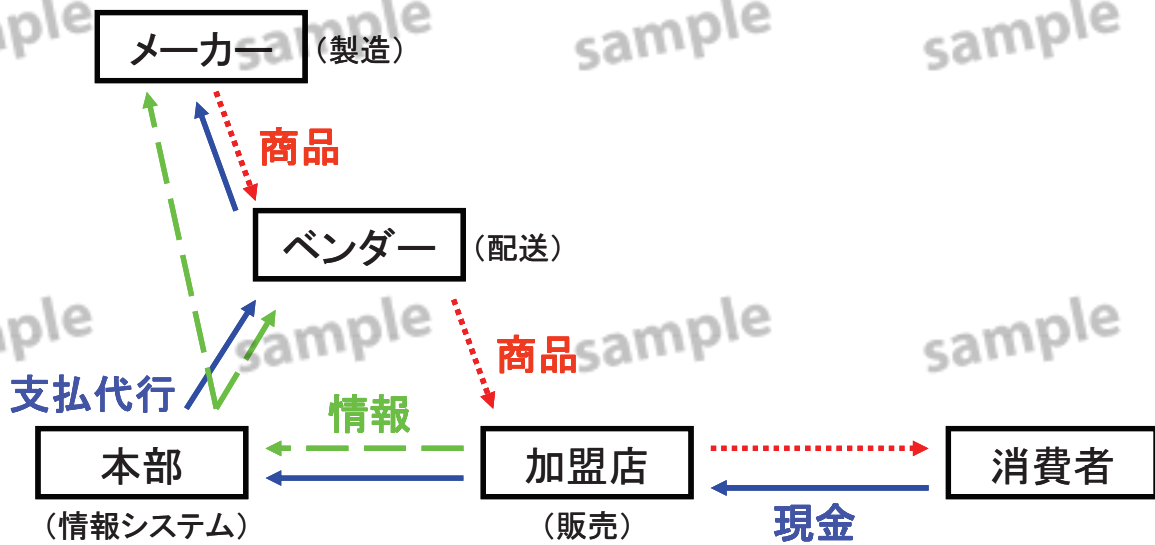 sample sample sample sample
メーカー (製造)
商品
ベンダー (配送)
sample sample sample sample
商品
支払代行
情報
本部 加盟店 消費者
(情報システム) (販売) 現金